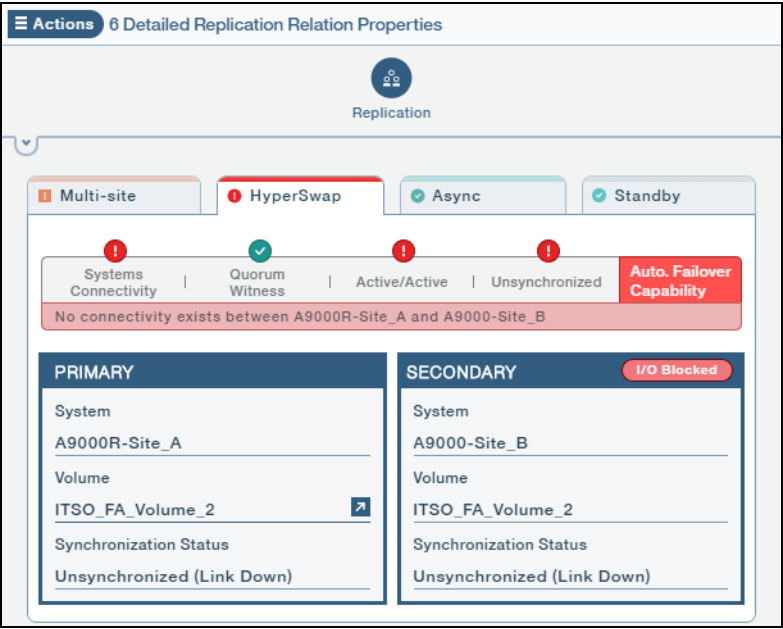 Actions 6 Detailed Replication Relation Properties
Replication
Multi-site HyperSwap Async Standby
Systems Connectivity | Quorum Witness | Active/Active | Unsynchronized Auto. Failover Capability
No connectivity exists between A9000R-Site_A and A9000-Site_B
PRIMARY
System
A9000R-Site_A
Volume
ITSO_FA_Volume_2
Synchronization Status
Unsynchronized (Link Down)
SECONDARY I/O Blocked
System
A9000-Site_B
Volume
ITSO_FA_Volume_2
Synchronization Status
Unsynchronized (Link Down)